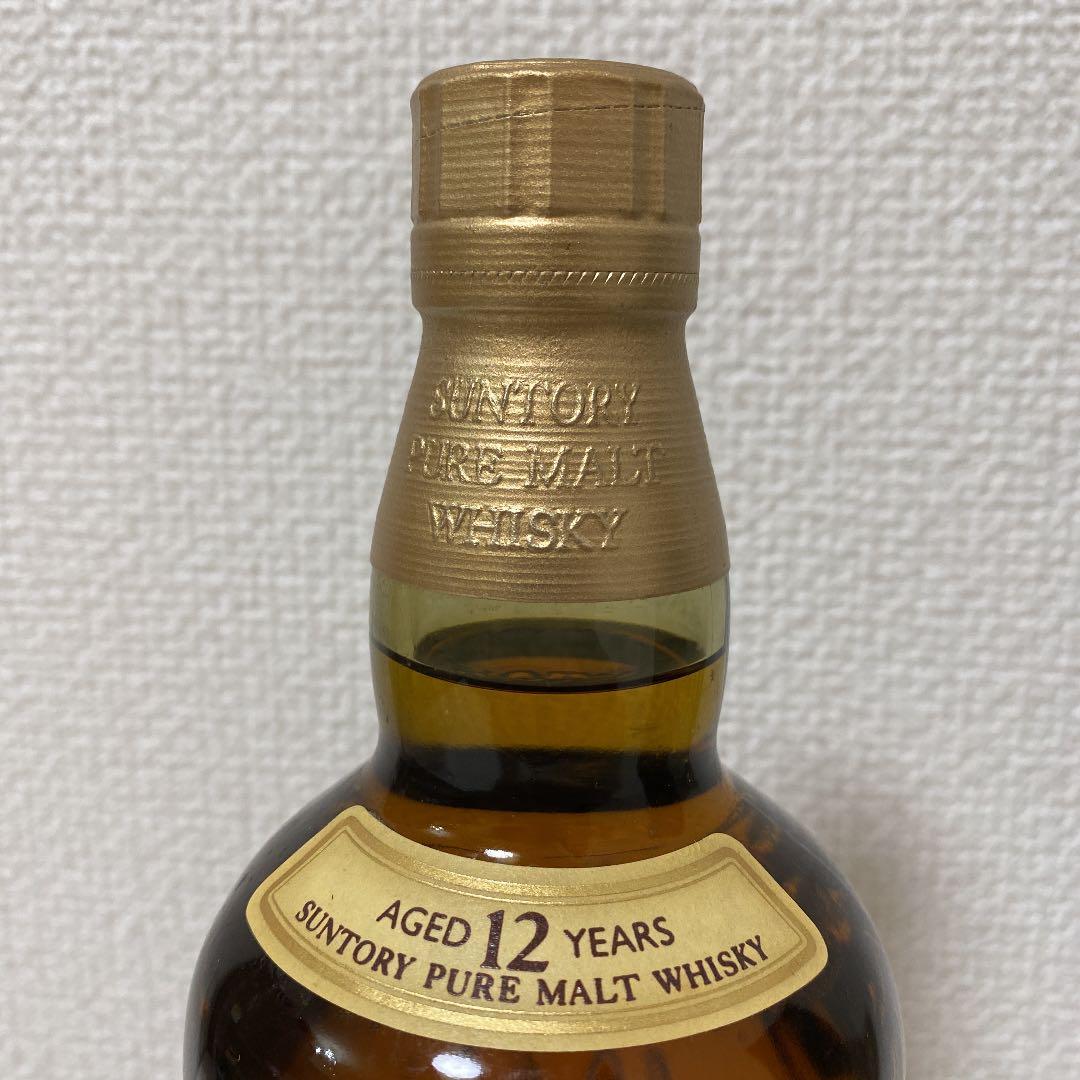 SUNTORY
PURE MALT
WHISKY
AGED 12 YEARS
SUNTORY PURE MALT WHISKY